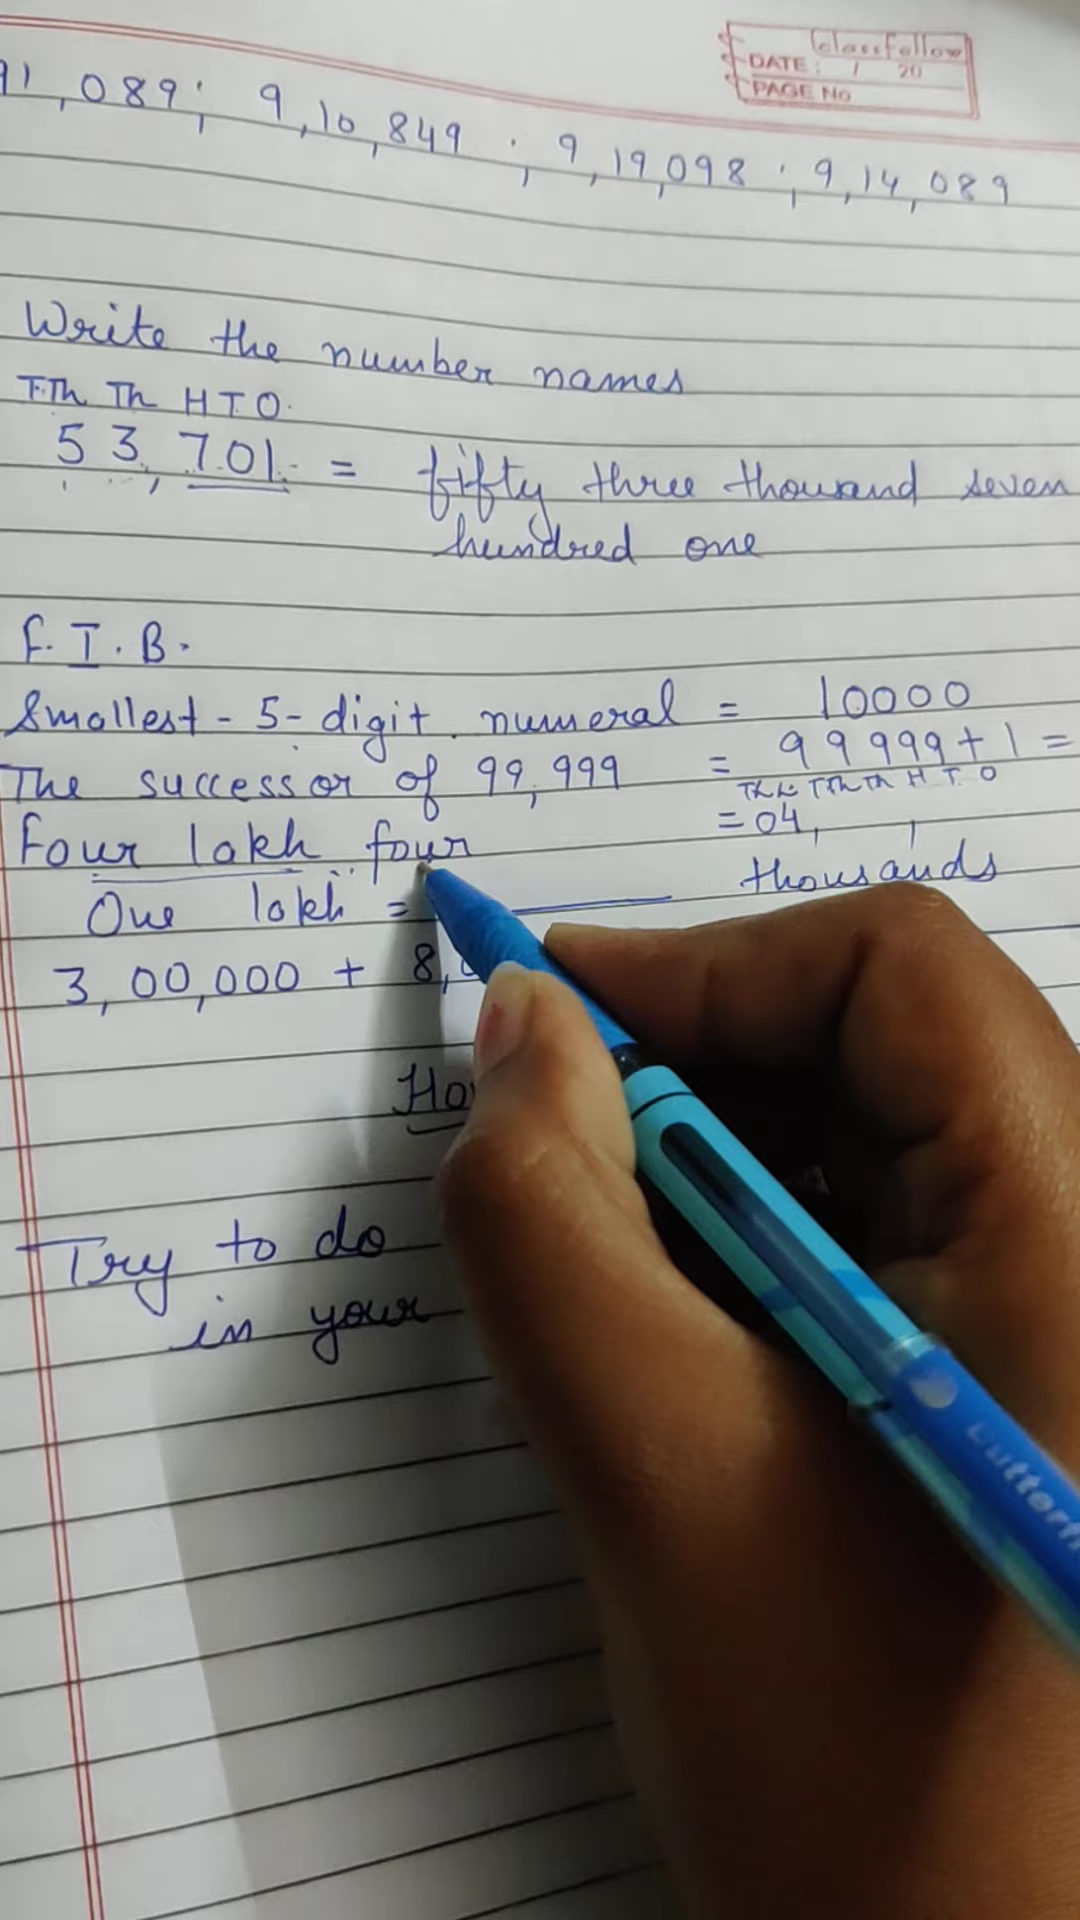 classfellow
DATE: / 20
PAGE No
91,089; 9,10,849 ; 9,19,098 ; 9,14,089
Write the number names
T.Th Th H T O.
53,701 = fifty three thousand seven
hundred one
F.I.B.
Smallest - 5-digit numeral = 10000
The successor of 99,999 = 99999+1=
Four lakh four = 04, ,
One lakh = ______ thousands
3,00,000 + 8,
Try to do
in your